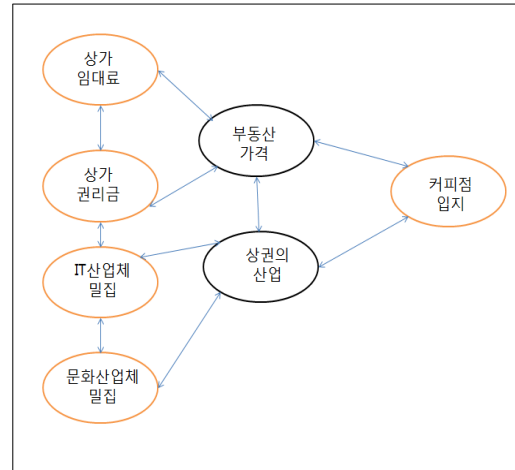 상가
임대료
부동산
가격
상가
권리금
커피점
입지
IT산업체
밀집
상권의
산업
문화산업체
밀집